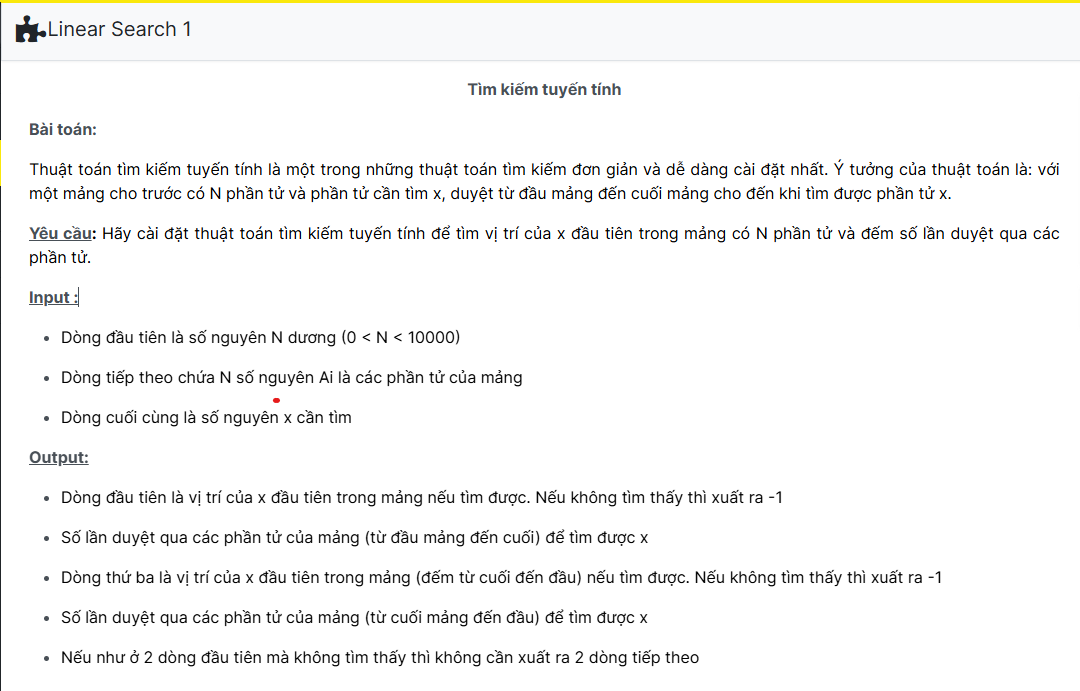 Linear Search 1
Tìm kiếm tuyến tính
Bài toán:
Thuật toán tìm kiếm tuyến tính là một trong những thuật toán tìm kiếm đơn giản và dễ dàng cài đặt nhất. Ý tưởng của thuật toán là: với
một mảng cho trước có N phần tử và phần tử cần tìm x, duyệt từ đầu mảng đến cuối mảng cho đến khi tìm được phần tử x.
Yêu cầu: Hãy cài đặt thuật toán tìm kiếm tuyến tính để tìm vị trí của x đầu tiên trong mảng có N phần tử và đếm số lần duyệt qua các
phần tử.
Input :
• Dòng đầu tiên là số nguyên N dương (0 < N < 10000)
• Dòng tiếp theo chứa N số nguyên Ai là các phần tử của mảng
• Dòng cuối cùng là số nguyên x cần tìm
Output:
• Dòng đầu tiên là vị trí của x đầu tiên trong mảng nếu tìm được. Nếu không tìm thấy thì xuất ra -1
• Số lần duyệt qua các phần tử của mảng (từ đầu mảng đến cuối) để tìm được x
• Dòng thứ ba là vị trí của x đầu tiên trong mảng (đếm từ cuối đến đầu) nếu tìm được. Nếu không tìm thấy thì xuất ra -1
• Số lần duyệt qua các phần tử của mảng (từ cuối mảng đến đầu) để tìm được x
• Nếu như ở 2 dòng đầu tiên mà không tìm thấy thì không cần xuất ra 2 dòng tiếp theo